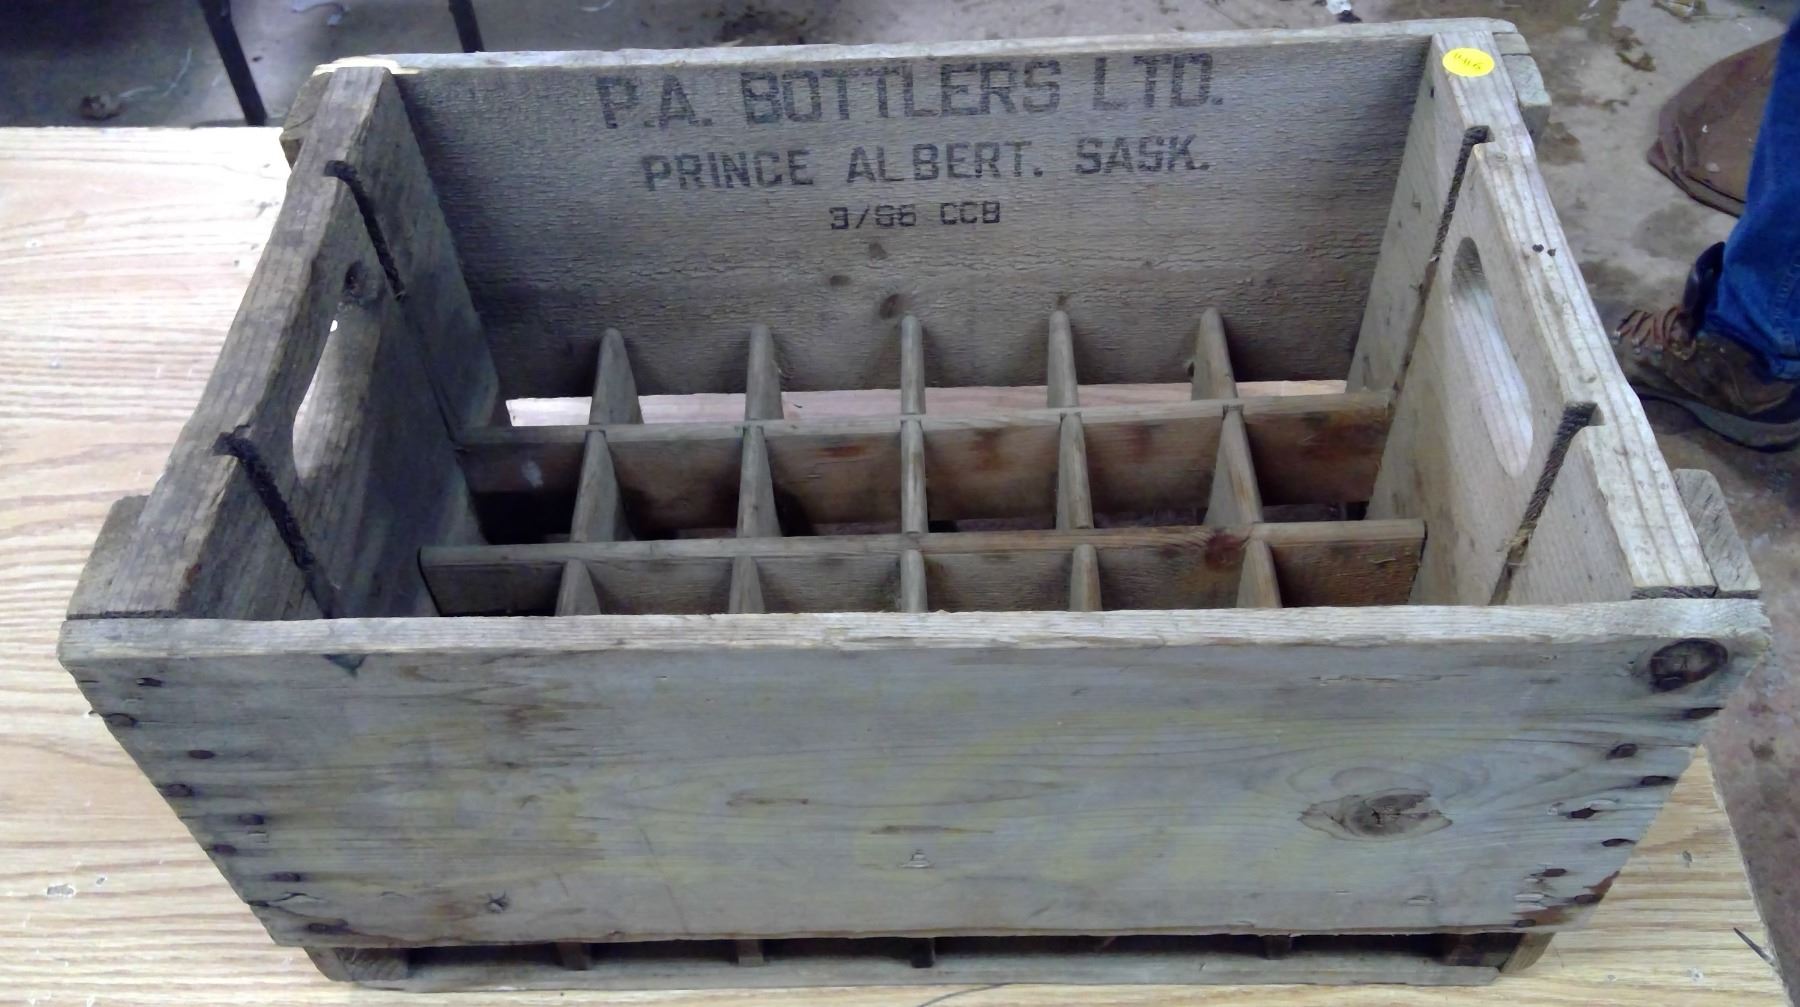 P.A. BOTTLERS LTD.
PRINCE ALBERT. SASK.
3/66 CCB